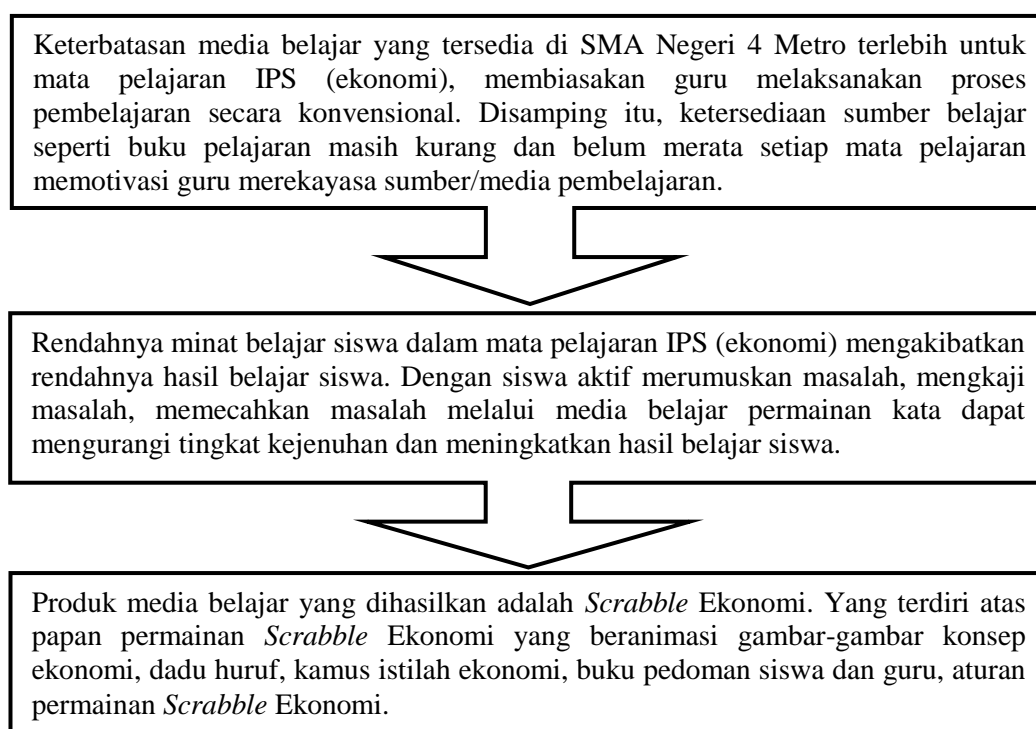 Keterbatasan media belajar yang tersedia di SMA Negeri 4 Metro terlebih untuk
mata pelajaran IPS (ekonomi), membiasakan guru melaksanakan proses
pembelajaran secara konvensional. Disamping itu, ketersediaan sumber belajar
seperti buku pelajaran masih kurang dan belum merata setiap mata pelajaran
memotivasi guru merekayasa sumber/media pembelajaran.
Rendahnya minat belajar siswa dalam mata pelajaran IPS (ekonomi) mengakibatkan
rendahnya hasil belajar siswa. Dengan siswa aktif merumuskan masalah, mengkaji
masalah, memecahkan masalah melalui media belajar permainan kata dapat
mengurangi tingkat kejenuhan dan meningkatkan hasil belajar siswa.
Produk media belajar yang dihasilkan adalah Scrabble Ekonomi. Yang terdiri atas
papan permainan Scrabble Ekonomi yang beranimasi gambar-gambar konsep
ekonomi, dadu huruf, kamus istilah ekonomi, buku pedoman siswa dan guru, aturan
permainan Scrabble Ekonomi.